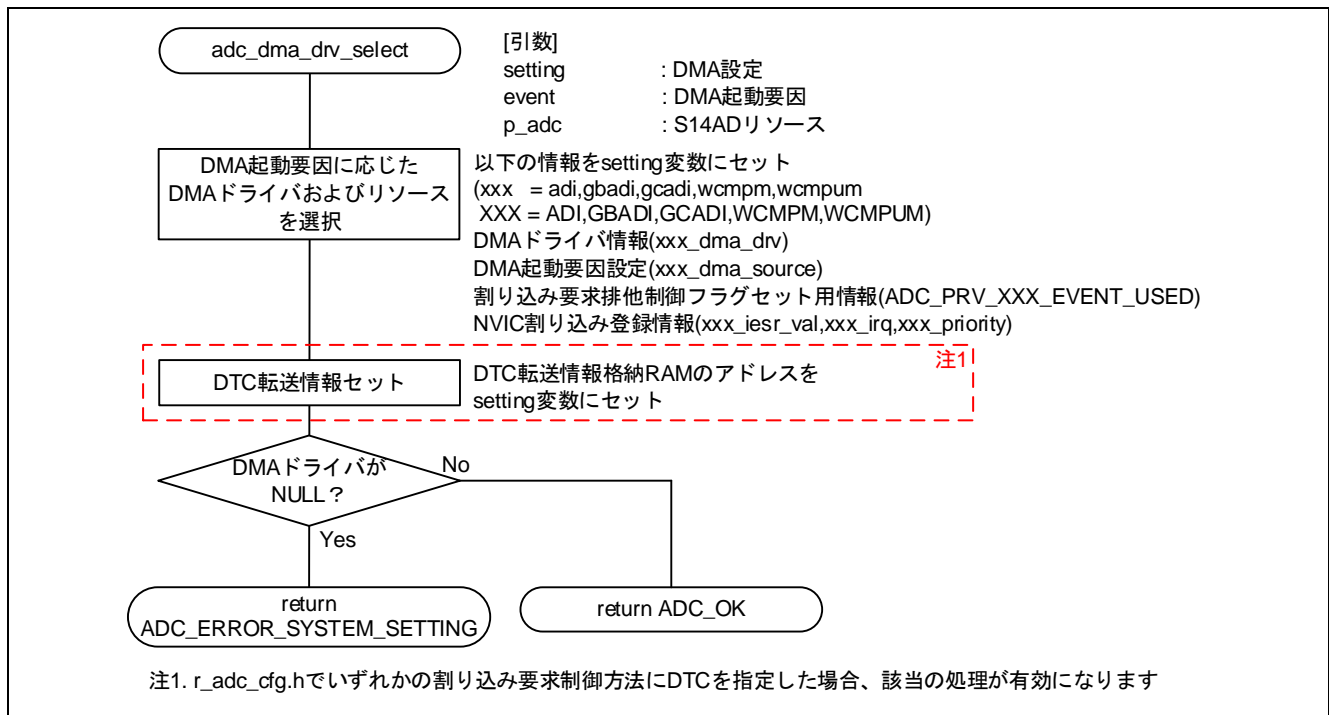 adc_dma_drv_select
[引数]
setting : DMA設定
event : DMA起動要因
p_adc : S14ADリソース
DMA起動要因に応じた
DMAドライバおよびリソース
を選択
以下の情報をsetting変数にセット
(xxx = adi,gbadi,gcadi,wcmpm,wcmpum
XXX = ADI,GBADI,GCADI,WCMPM,WCMPUM)
DMAドライバ情報(xxx_dma_drv)
DMA起動要因設定(xxx_dma_source)
割り込み要求排他制御フラグセット用情報(ADC_PRV_XXX_EVENT_USED)
NVIC割り込み登録情報(xxx_iesr_val,xxx_irq,xxx_priority)
注1
DTC転送情報セット
DTC転送情報格納RAMのアドレスを
setting変数にセット
DMAドライバが
NULL？
No
Yes
return
ADC_ERROR_SYSTEM_SETTING
return ADC_OK
注1. r_adc_cfg.hでいずれかの割り込み要求制御方法にDTCを指定した場合、該当の処理が有効になります